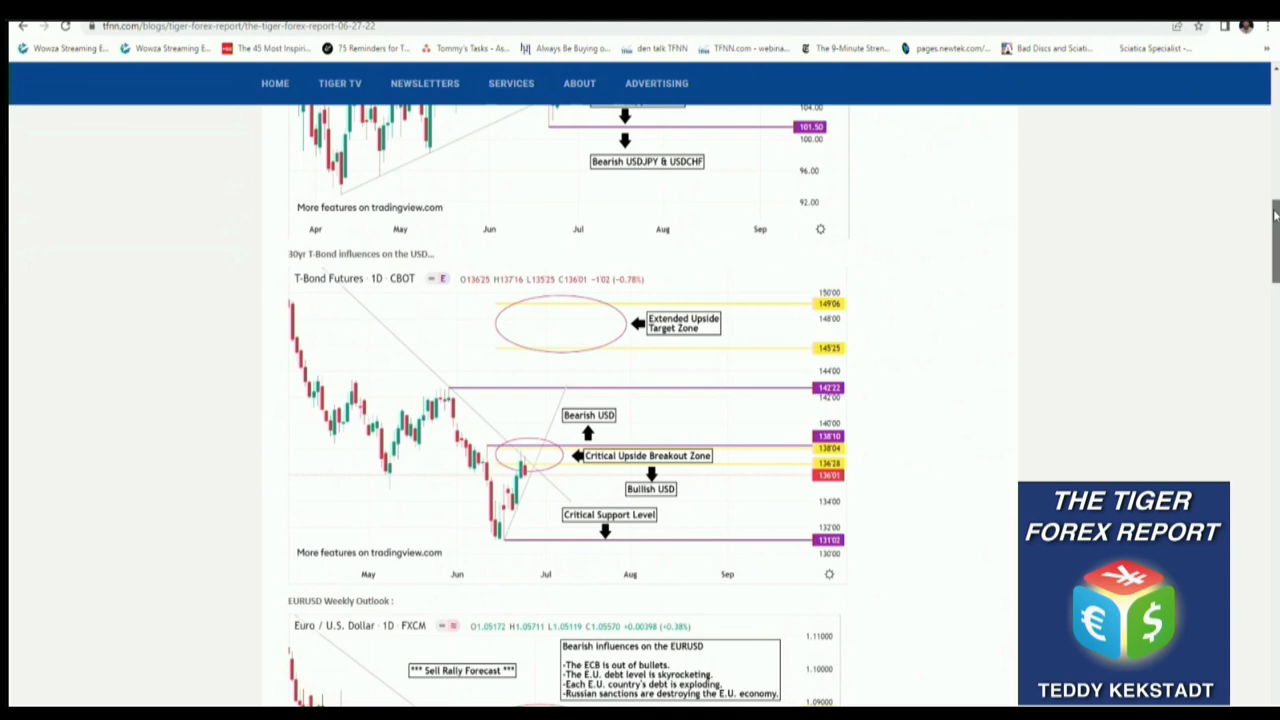 tfnn.com/blogs/tiger-forex-report/the-tiger-forex-report-06-27-22
Wowza Streaming E... Wowza Streaming E... The 45 Most Inspiri... 75 Reminders for T... Tommy's Tasks - As... Always Be Buying o... den talk TFNN TFNN.com - webina... The 9-Minute Stren... pages.newtek.com/... Bad Discs and Sciati... Sciatica Specialist -... »
HOME TIGER TV NEWSLETTERS SERVICES ABOUT ADVERTISING
104.00
101.50
100.00
Bearish USDJPY & USDCHF
96.00
92.00
More features on tradingview.com
Apr May Jun Jul Aug Sep
30yr T-Bond influences on the USD...
T-Bond Futures · 1D · CBOT E O136'25 H137'16 L135'25 C136'01 -1'02 (-0.78%)
150'00
149'06
Extended Upside
Target Zone
148'00
145'25
144'00
142'22
142'00
Bearish USD
140'00
138'10
138'04
Critical Upside Breakout Zone
136'28
136'01
Bullish USD
134'00
Critical Support Level
132'00
131'02
130'00
More features on tradingview.com
May Jun Jul Aug Sep
EURUSD Weekly Outlook :
Euro / U.S. Dollar · 1D · FXCM O1.05172 H1.05711 L1.05119 C1.05570 +0.00398 (+0.38%)
1.11000
Bearish influences on the EURUSD
*** Sell Rally Forecast ***
-The ECB is out of bullets.
-The E.U. debt level is skyrocketing.
-Each E.U. country's debt is exploding.
-Russian sanctions are destroying the E.U. economy.
1.10000
1.09000
THE TIGER
FOREX REPORT
TEDDY KEKSTADT